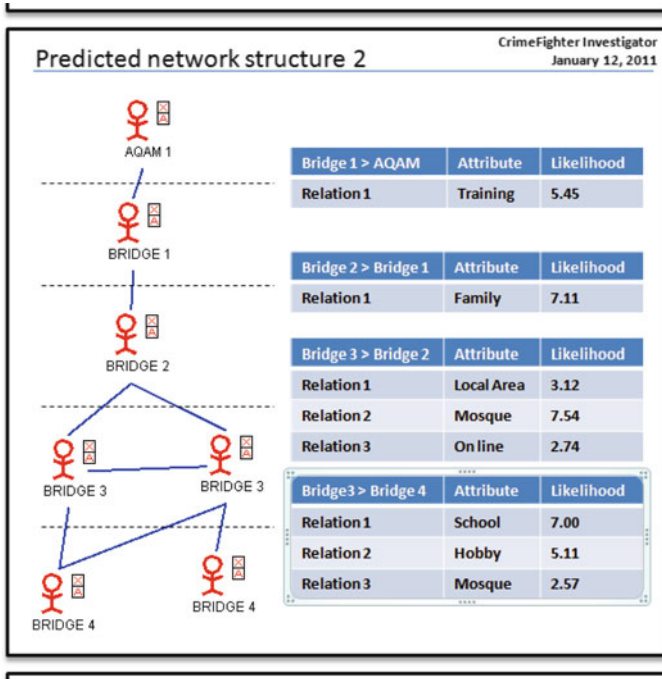 Predicted network structure 2
CrimeFighter Investigator
January 12, 2011
AQAM 1
BRIDGE 1
BRIDGE 2
BRIDGE 3
BRIDGE 3
BRIDGE 4
BRIDGE 4
Bridge 1 > AQAM Attribute Likelihood
Relation 1 Training 5.45
Bridge 2 > Bridge 1 Attribute Likelihood
Relation 1 Family 7.11
Bridge 3 > Bridge 2 Attribute Likelihood
Relation 1 Local Area 3.12
Relation 2 Mosque 7.54
Relation 3 On line 2.74
Bridge3 > Bridge 4 Attribute Likelihood
Relation 1 School 7.00
Relation 2 Hobby 5.11
Relation 3 Mosque 2.57